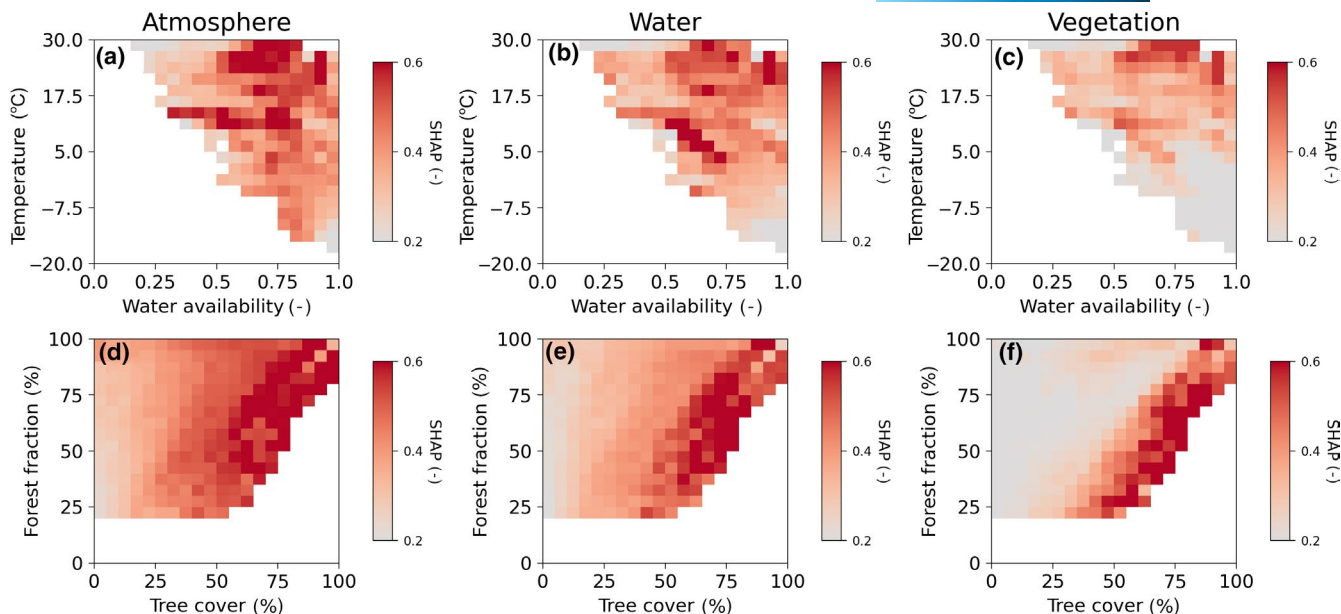 Atmosphere
Water
Vegetation
(a)
30.0
17.5
5.0
−7.5
−20.0
Temperature (°C)
0.0 0.25 0.50 0.75 1.0
Water availability (-)
0.6
0.4
0.2
SHAP (-)
(b)
30.0
17.5
5.0
−7.5
−20.0
Temperature (°C)
0.0 0.25 0.50 0.75 1.0
Water availability (-)
0.6
0.4
0.2
SHAP (-)
(c)
30.0
17.5
5.0
−7.5
−20.0
Temperature (°C)
0.0 0.25 0.50 0.75 1.0
Water availability (-)
0.6
0.4
0.2
SHAP (-)
(d)
100
75
50
25
0
Forest fraction (%)
0 25 50 75 100
Tree cover (%)
0.6
0.4
0.2
SHAP (-)
(e)
100
75
50
25
0
Forest fraction (%)
0 25 50 75 100
Tree cover (%)
0.6
0.4
0.2
SHAP (-)
(f)
100
75
50
25
0
Forest fraction (%)
0 25 50 75 100
Tree cover (%)
0.6
0.4
0.2
SHAP (-)